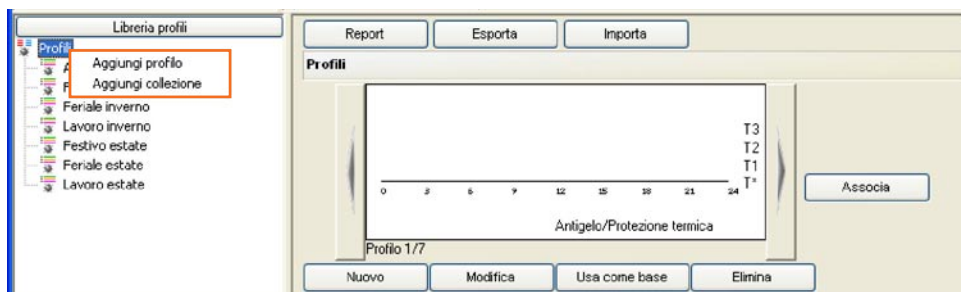 Libreria profili
Profili
Aggiungi profilo
Aggiungi collezione
A
F
Feriale inverno
Lavoro inverno
Festivo estate
Feriale estate
Lavoro estate
Report Esporta Importa
Profili
T3
T2
T1
T*
0 3 6 9 12 15 18 21 24
Antigelo/Protezione termica
Profilo 1/7
Associa
Nuovo Modifica Usa come base Elimina